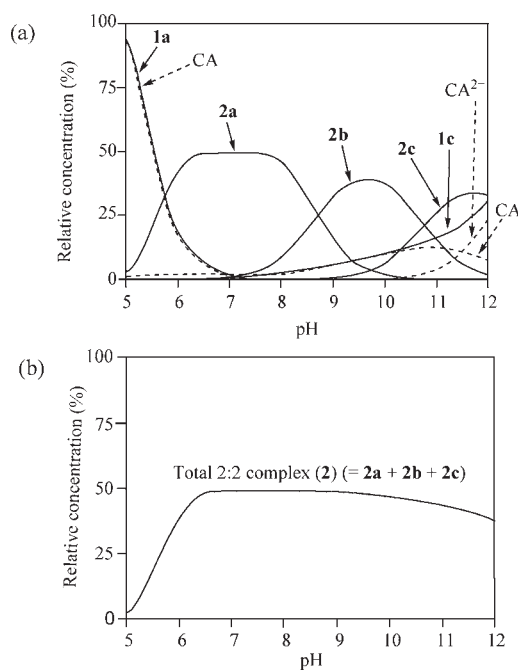 (a)
100
75
50
25
0
Relative concentration (%)
1a
CA
2a
2b
2c
CA2−
1c
CA
5 6 7 8 9 10 11 12
pH
(b)
100
75
50
25
0
Relative concentration (%)
Total 2:2 complex (2) (= 2a + 2b + 2c)
5 6 7 8 9 10 11 12
pH